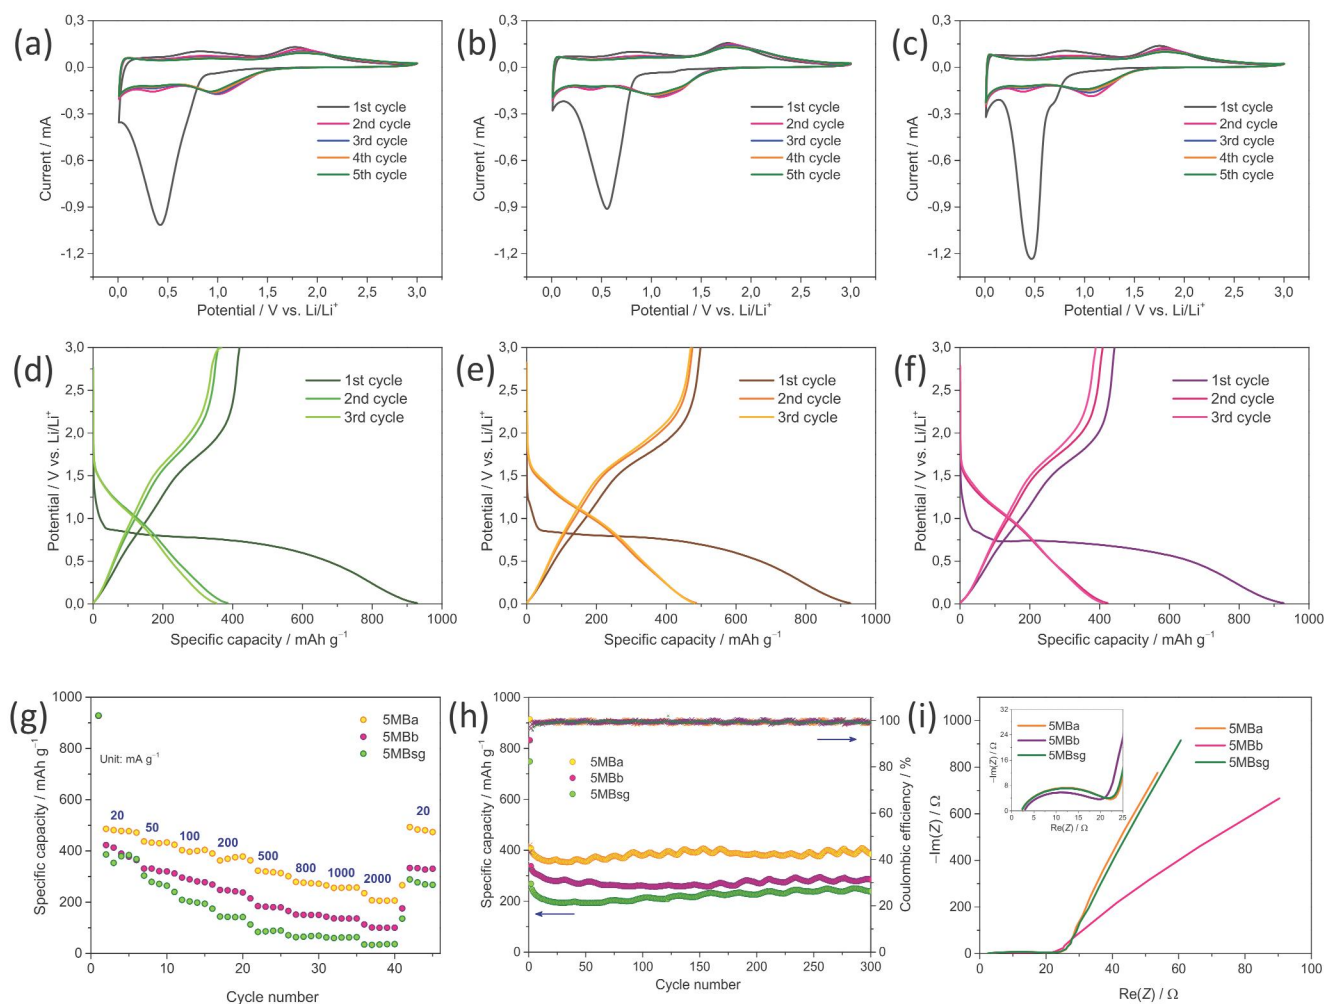 (a)
0,3
0,0
-0,3
-0,6
-0,9
-1,2
Current / mA
1st cycle
2nd cycle
3rd cycle
4th cycle
5th cycle
0,0 0,5 1,0 1,5 2,0 2,5 3,0
Potential / V vs. Li/Li⁺
(b)
0,3
0,0
-0,3
-0,6
-0,9
-1,2
Current / mA
1st cycle
2nd cycle
3rd cycle
4th cycle
5th cycle
0,0 0,5 1,0 1,5 2,0 2,5 3,0
Potential / V vs. Li/Li⁺
(c)
0,3
0,0
-0,3
-0,6
-0,9
-1,2
Current / mA
1st cycle
2nd cycle
3rd cycle
4th cycle
5th cycle
0,0 0,5 1,0 1,5 2,0 2,5 3,0
Potential / V vs. Li/Li⁺
(d)
3,0
2,5
2,0
1,5
1,0
0,5
0,0
Potential / V vs. Li/Li⁺
1st cycle
2nd cycle
3rd cycle
0 200 400 600 800 1000
Specific capacity / mAh g⁻¹
(e)
3,0
2,5
2,0
1,5
1,0
0,5
0,0
Potential / V vs. Li/Li⁺
1st cycle
2nd cycle
3rd cycle
0 200 400 600 800 1000
Specific capacity / mAh g⁻¹
(f)
3,0
2,5
2,0
1,5
1,0
0,5
0,0
Potential / V vs. Li/Li⁺
1st cycle
2nd cycle
3rd cycle
0 200 400 600 800 1000
Specific capacity / mAh g⁻¹
(g)
1000
800
600
400
200
0
Specific capacity / mAh g⁻¹
5MBa
5MBb
5MBsg
Unit: mA g⁻¹
20 50 100 200 500 800 1000 2000 20
0 10 20 30 40
Cycle number
(h)
1000
900
800
700
600
500
400
300
200
100
0
Specific capacity / mAh g⁻¹
5MBa
5MBb
5MBsg
100
80
60
40
20
0
Coulombic efficiency / %
0 50 100 150 200 250 300
Cycle number
(i)
1000
800
600
400
200
0
−Im(Z) / Ω
32
24
16
8
0
−Im(Z) / Ω
5MBa
5MBb
5MBsg
0 5 10 15 20 25
Re(Z) / Ω
5MBa
5MBb
5MBsg
0 20 40 60 80 100
Re(Z) / Ω